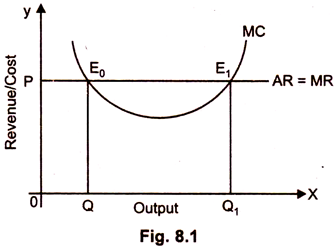 y
MC
E₀
E₁
P
AR = MR
Revenue/Cost
0
Q
Output
Q₁
X
Fig. 8.1